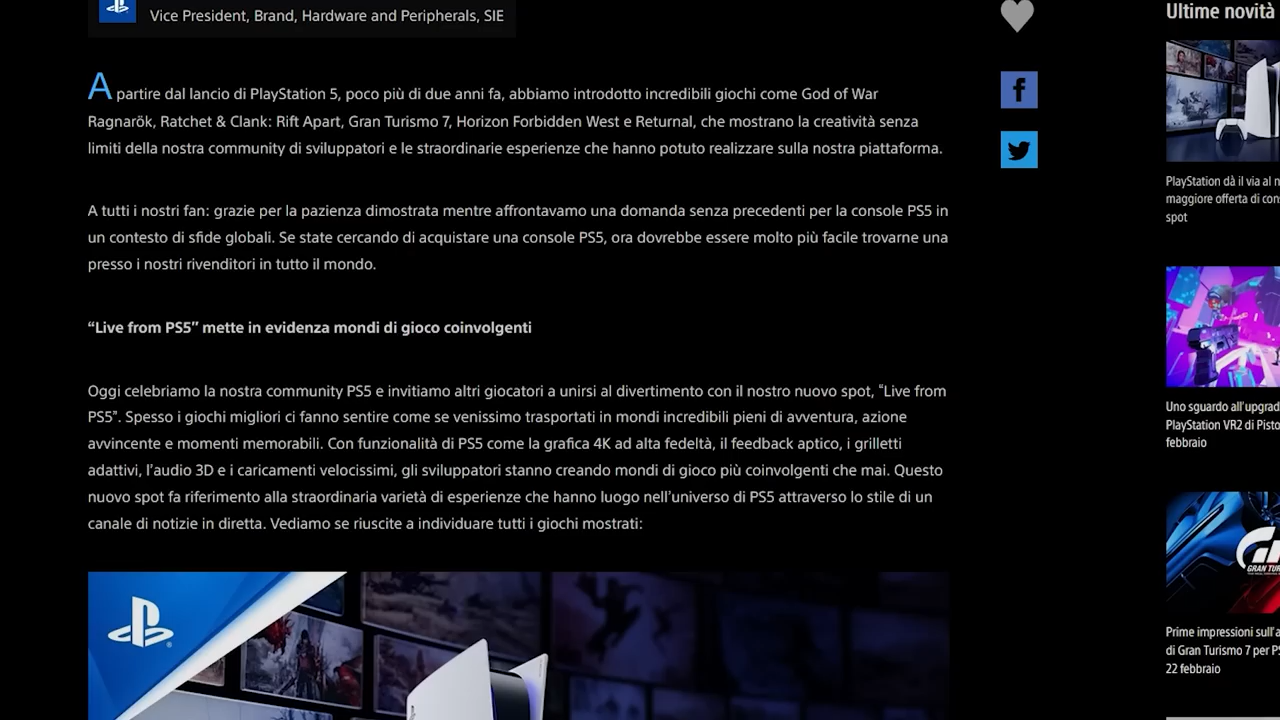 Vice President, Brand, Hardware and Peripherals, SIE
A partire dal lancio di PlayStation 5, poco più di due anni fa, abbiamo introdotto incredibili giochi come God of War
Ragnarök, Ratchet & Clank: Rift Apart, Gran Turismo 7, Horizon Forbidden West e Returnal, che mostrano la creatività senza
limiti della nostra community di sviluppatori e le straordinarie esperienze che hanno potuto realizzare sulla nostra piattaforma.
A tutti i nostri fan: grazie per la pazienza dimostrata mentre affrontavamo una domanda senza precedenti per la console PS5 in
un contesto di sfide globali. Se state cercando di acquistare una console PS5, ora dovrebbe essere molto più facile trovarne una
presso i nostri rivenditori in tutto il mondo.
“Live from PS5” mette in evidenza mondi di gioco coinvolgenti
Oggi celebriamo la nostra community PS5 e invitiamo altri giocatori a unirsi al divertimento con il nostro nuovo spot, “Live from
PS5”. Spesso i giochi migliori ci fanno sentire come se venissimo trasportati in mondi incredibili pieni di avventura, azione
avvincente e momenti memorabili. Con funzionalità di PS5 come la grafica 4K ad alta fedeltà, il feedback aptico, i grilletti
adattivi, l’audio 3D e i caricamenti velocissimi, gli sviluppatori stanno creando mondi di gioco più coinvolgenti che mai. Questo
nuovo spot fa riferimento alla straordinaria varietà di esperienze che hanno luogo nell’universo di PS5 attraverso lo stile di un
canale di notizie in diretta. Vediamo se riuscite a individuare tutti i giochi mostrati:
Ultime novità
PlayStation dà il via al
maggiore offerta di
spot
Uno sguardo all’upgrad
PlayStation VR2 di Pisto
febbraio
GRAN
Prime impressioni sull’a
di Gran Turismo 7 per
22 febbraio